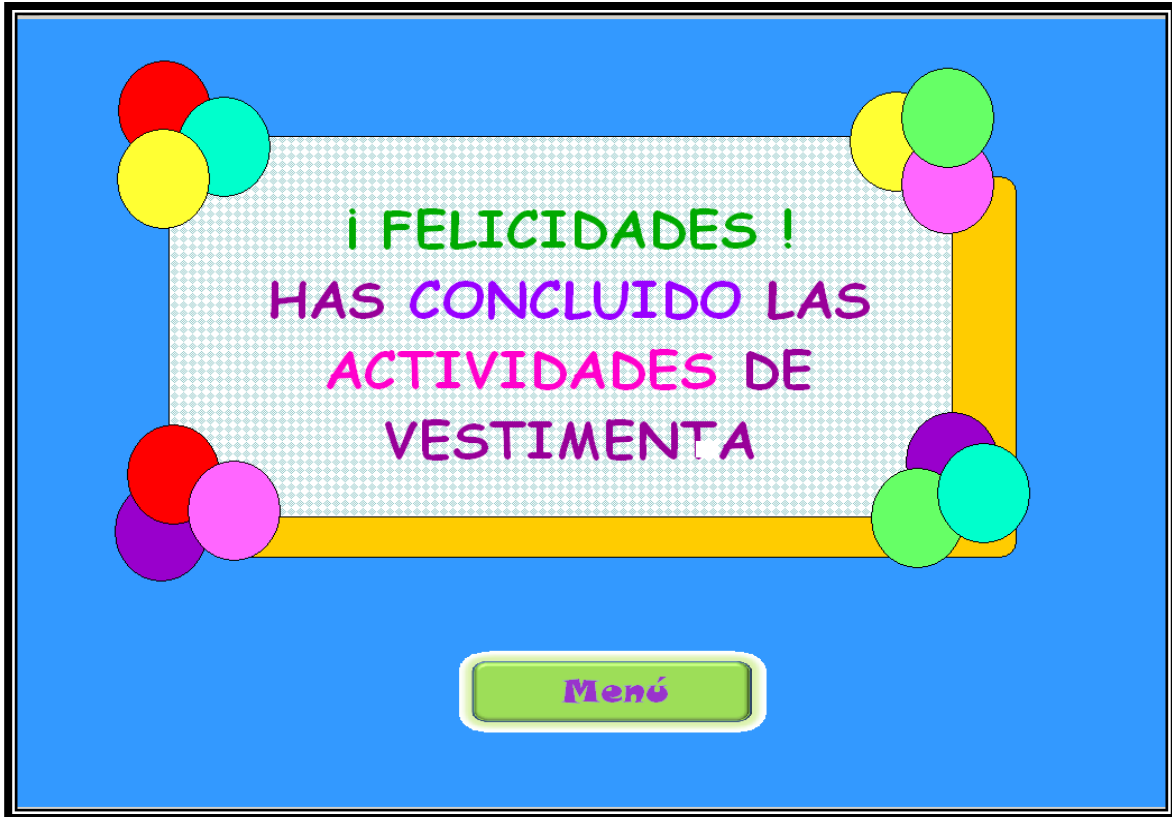 ¡ FELICIDADES !
HAS CONCLUIDO LAS
ACTIVIDADES DE
VESTIMENTA
Menú